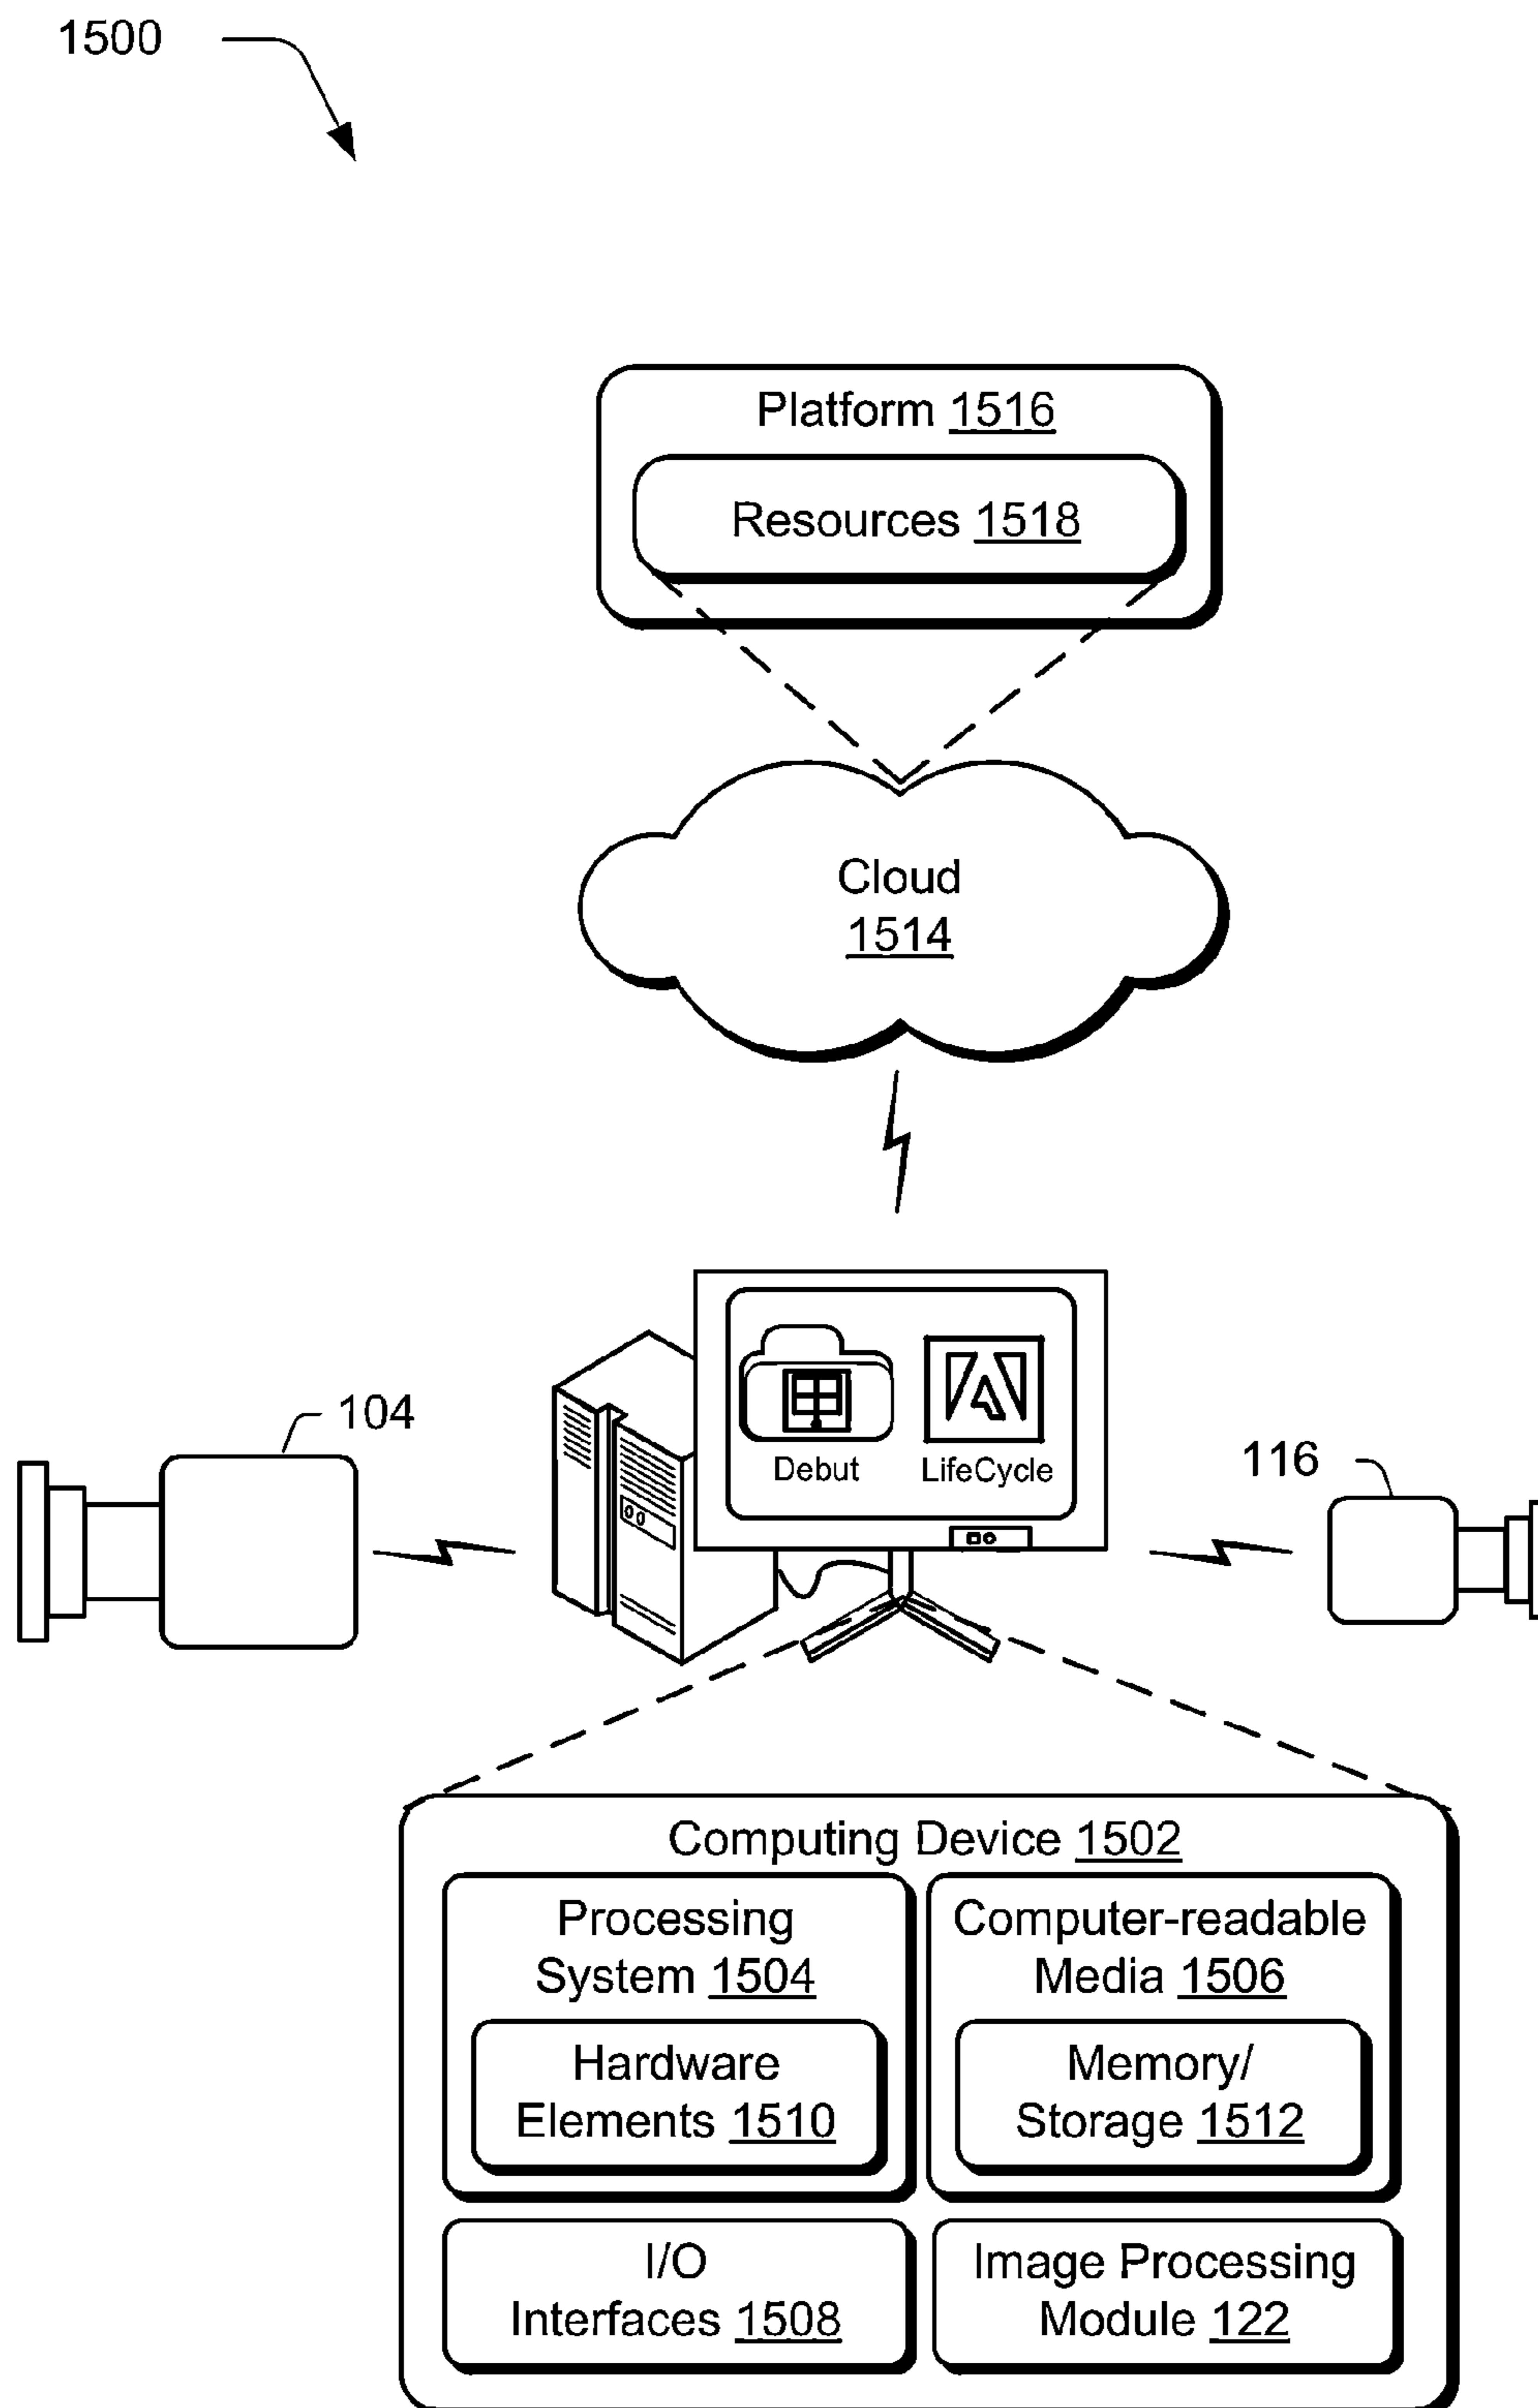 1500
Platform 1516
Resources 1518
Cloud
1514
Debut
LifeCycle
104
116
Computing Device 1502
Processing
System 1504
Computer-readable
Media 1506
Hardware
Elements 1510
Memory/
Storage 1512
I/O
Interfaces 1508
Image Processing
Module 122